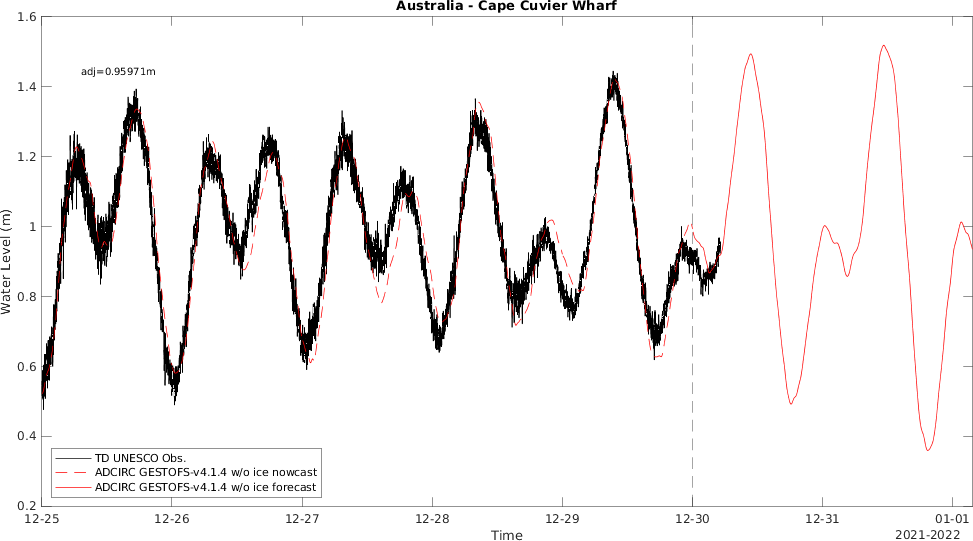 Australia - Cape Cuvier Wharf
adj=0.95971m
Water Level (m)
1.6
1.4
1.2
1
0.8
0.6
0.4
0.2
TD UNESCO Obs.
ADCIRC GESTOFS-v4.1.4 w/o ice nowcast
ADCIRC GESTOFS-v4.1.4 w/o ice forecast
12-25 12-26 12-27 12-28 12-29 12-30 12-31 01-01
Time
2021-2022